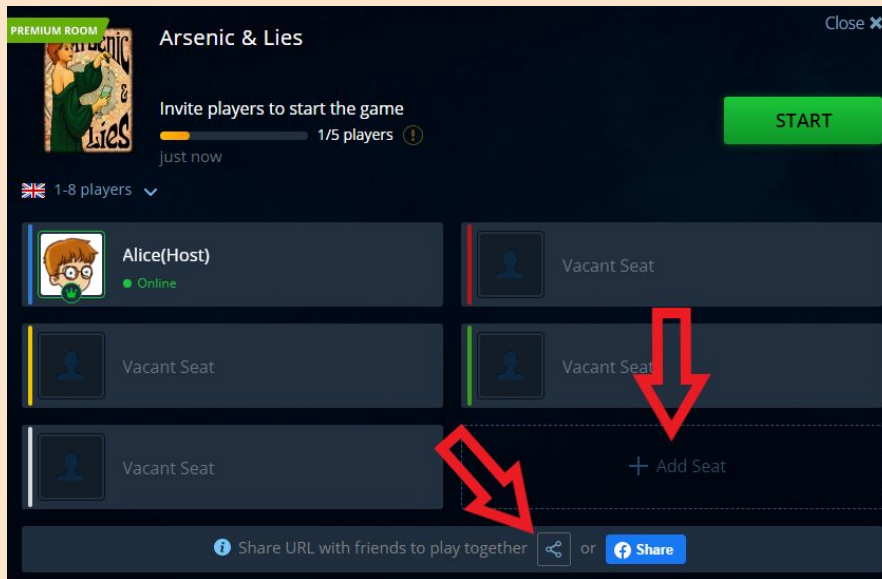 PREMIUM ROOM
Close ×
Arsenic
&
Lies
Arsenic & Lies
Invite players to start the game
1/5 players
just now
START
1-8 players
Alice(Host)
Online
Vacant Seat
Vacant Seat
Vacant Seat
Vacant Seat
+ Add Seat
Share URL with friends to play together or Share